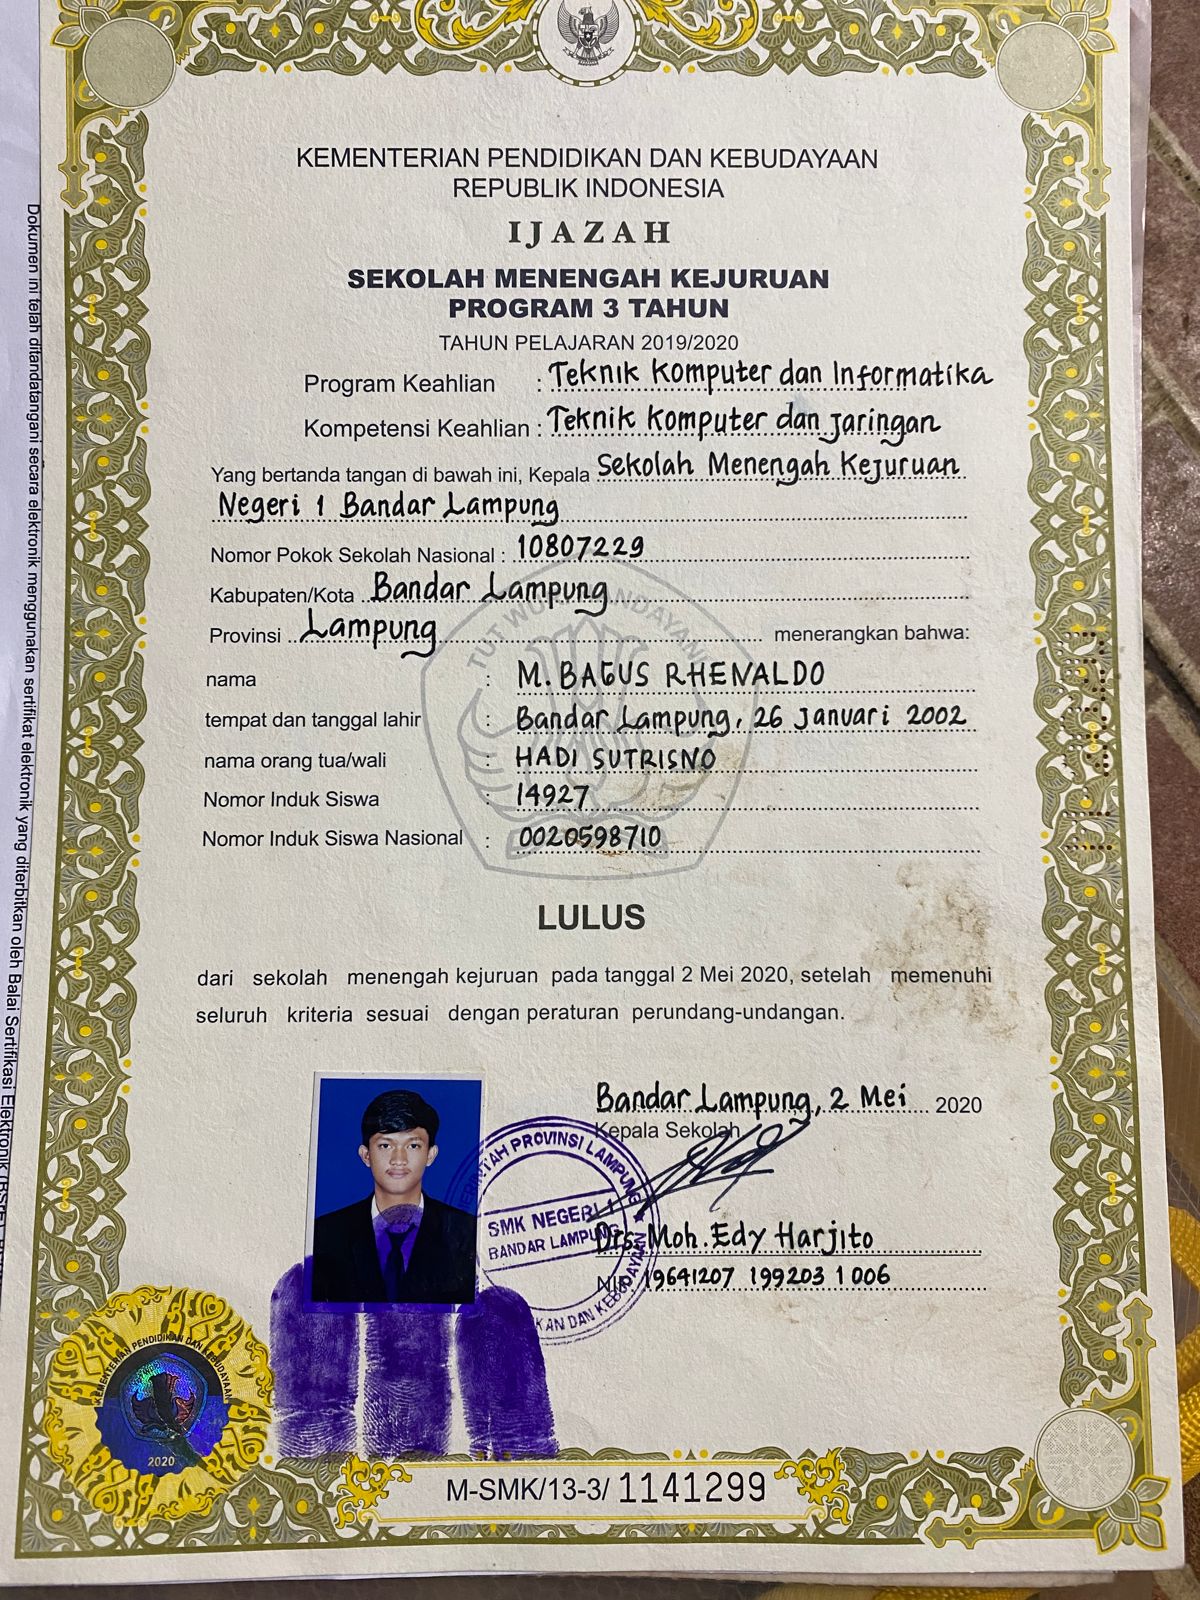 KEMENTERIAN PENDIDIKAN DAN KEBUDAYAAN
REPUBLIK INDONESIA
IJAZAH
SEKOLAH MENENGAH KEJURUAN
PROGRAM 3 TAHUN
TAHUN PELAJARAN 2019/2020
Program Keahlian : Teknik Komputer dan Informatika
Kompetensi Keahlian : Teknik Komputer dan Jaringan
Yang bertanda tangan di bawah ini, Kepala Sekolah Menengah Kejuruan
Negeri 1 Bandar Lampung
Nomor Pokok Sekolah Nasional : 10807229
Kabupaten/Kota Bandar Lampung
Provinsi Lampung menerangkan bahwa:
nama : M. BAGUS RHENALDO
tempat dan tanggal lahir : Bandar Lampung, 26 Januari 2002
nama orang tua/wali : HADI SUTRISNO
Nomor Induk Siswa : 14927
Nomor Induk Siswa Nasional : 0020598710
LULUS
dari sekolah menengah kejuruan pada tanggal 2 Mei 2020, setelah memenuhi
seluruh kriteria sesuai dengan peraturan perundang-undangan.
Bandar Lampung, 2 Mei 2020
Kepala Sekolah
Drs. Moh. Edy Harjito
NIP 19641207 199203 1 006
PROVINSI LAMPUNG
SMK NEGERI 1
BANDAR LAMPUNG
DAN KEBUDAYAAN
KEMENTERIAN PENDIDIKAN DAN KEBUDAYAAN
2020
M-SMK/13-3/ 1141299
TUT WURI HANDAYANI
Dokumen ini telah ditandatangani secara elektronik menggunakan sertifikat elektronik yang diterbitkan oleh Balai Sertifikasi Elektronik (BSrE)